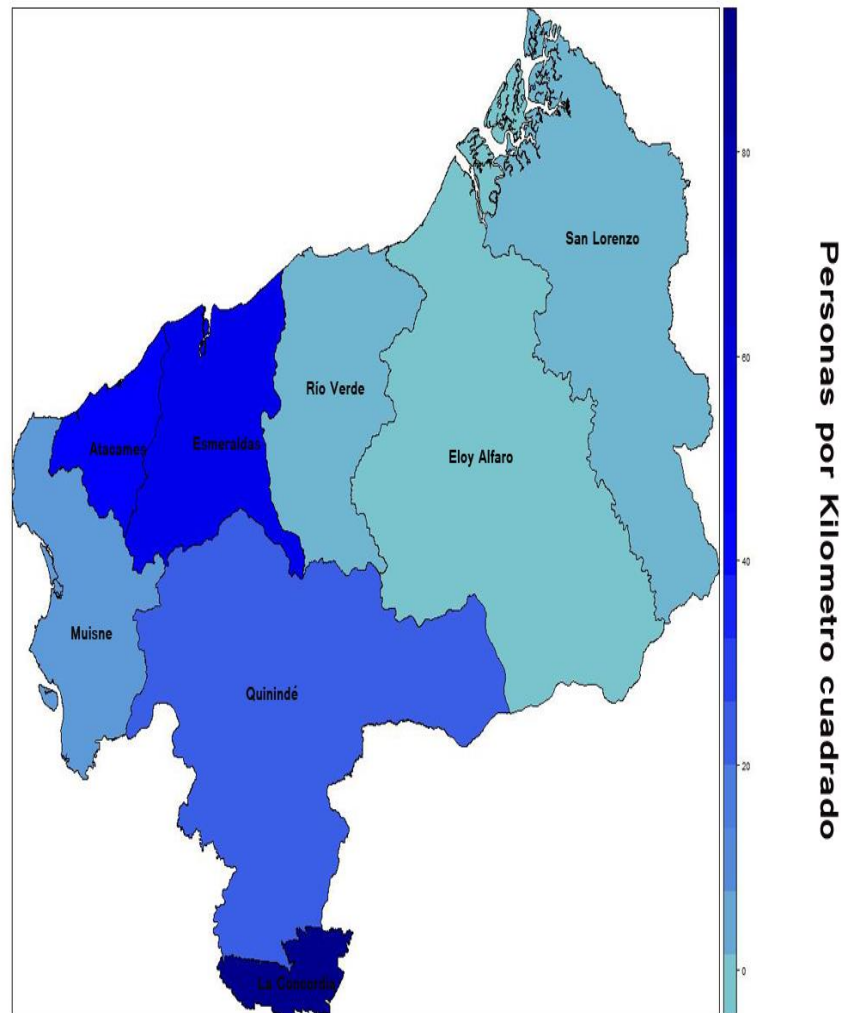 San Lorenzo
Río Verde
Atacames
Esmeraldas
Eloy Alfaro
Muisne
Quinindé
La Concordia
80
60
40
20
0
Personas por Kilometro cuadrado